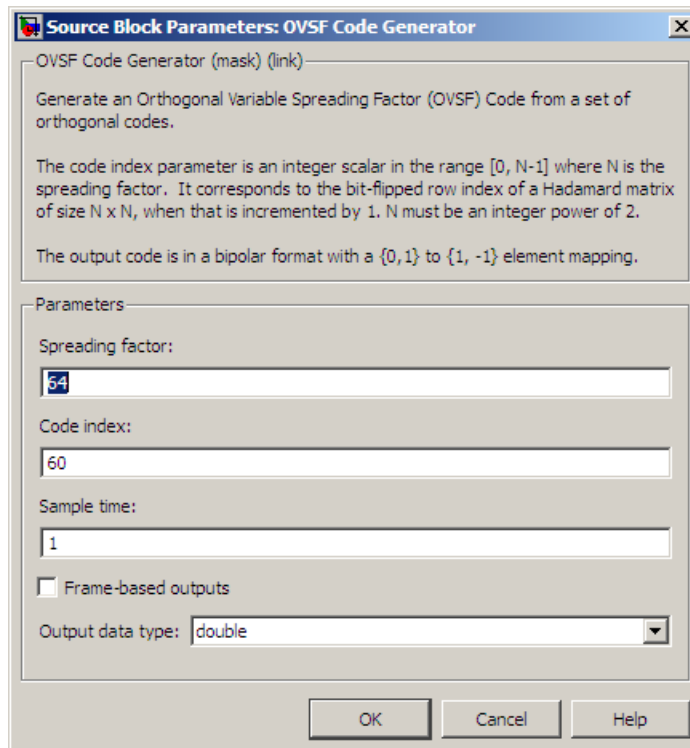 Source Block Parameters: OVSF Code Generator
OVSF Code Generator (mask) (link)
Generate an Orthogonal Variable Spreading Factor (OVSF) Code from a set of
orthogonal codes.
The code index parameter is an integer scalar in the range [0, N-1] where N is the
spreading factor.  It corresponds to the bit-flipped row index of a Hadamard matrix
of size N x N, when that is incremented by 1. N must be an integer power of 2.
The output code is in a bipolar format with a {0,1} to {1, -1} element mapping.
Parameters
Spreading factor:
64
Code index:
60
Sample time:
1
Frame-based outputs
Output data type: double
OK Cancel Help